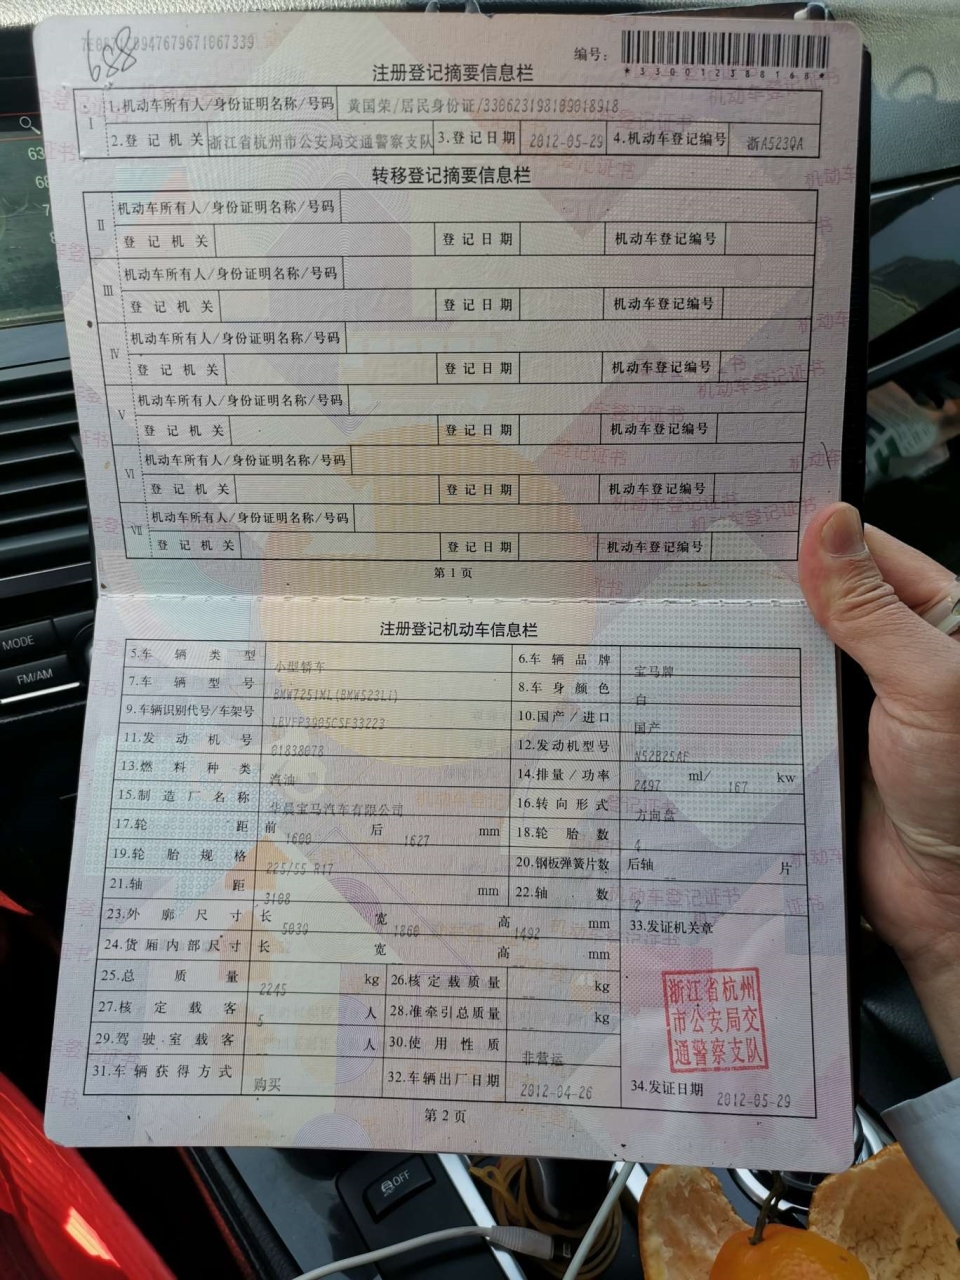 688
编号:
*330012388168*
注册登记摘要信息栏
I 1.机动车所有人/身份证明名称/号码 黄国荣/居民身份证/330623198109018918
2.登记机关 浙江省杭州市公安局交通警察支队 3.登记日期 2012-05-29 4.机动车登记编号 浙A523QA
转移登记摘要信息栏
II 机动车所有人/身份证明名称/号码
登记机关 登记日期 机动车登记编号
III 机动车所有人/身份证明名称/号码
登记机关 登记日期 机动车登记编号
IV 机动车所有人/身份证明名称/号码
登记机关 登记日期 机动车登记编号
V 机动车所有人/身份证明名称/号码
登记机关 登记日期 机动车登记编号
VI 机动车所有人/身份证明名称/号码
登记机关 登记日期 机动车登记编号
VII 机动车所有人/身份证明名称/号码
登记机关 登记日期 机动车登记编号
第1页
注册登记机动车信息栏
5.车辆类型 小型轿车 6.车辆品牌 宝马牌
7.车辆型号 BMW7251ML(BMW523Li) 8.车身颜色 白
9.车辆识别代号/车架号 10.国产/进口 国产
11.发动机号 01838078 12.发动机型号 N52B25AF
13.燃料种类 汽油 14.排量/功率 2497 ml/ 167 kw
15.制造厂名称 华晨宝马汽车有限公司 16.转向形式 方向盘
17.轮距 前 1600 后 1627 mm 18.轮胎数 4
19.轮胎规格 225/55 R17 20.钢板弹簧片数 后轴 -- 片
21.轴距 3108 mm 22.轴数 2
23.外廓尺寸 长 5039 宽 1860 高 1492 mm 33.发证机关章
24.货厢内部尺寸 长 宽 高 mm
25.总质量 2245 kg 26.核定载质量 -- kg
27.核定载客 5 人 28.准牵引总质量 -- kg
29.驾驶室载客 -- 人 30.使用性质 非营运
31.车辆获得方式 购买 32.车辆出厂日期 2012-04-26 34.发证日期 2012-05-29
浙江省杭州
市公安局交
通警察支队
第2页
MODE
FM/AM
OFF